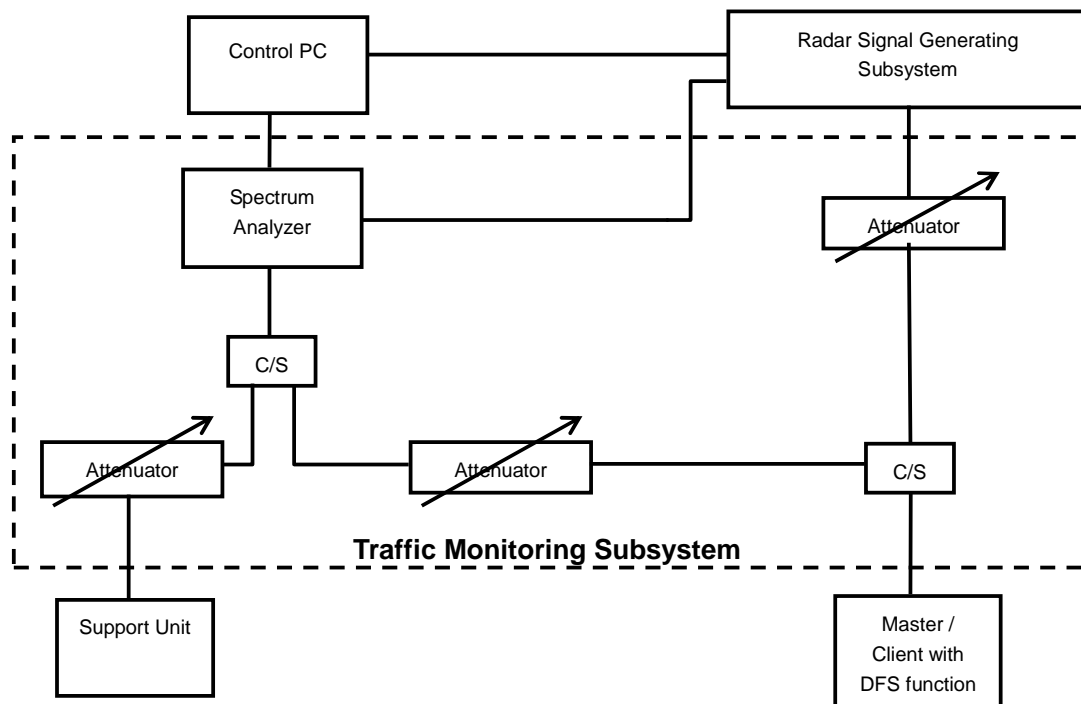 Control PC
Radar Signal Generating
Subsystem
Spectrum
Analyzer
Attenuator
C/S
Attenuator
Attenuator
C/S
Traffic Monitoring Subsystem
Support Unit
Master /
Client with
DFS function